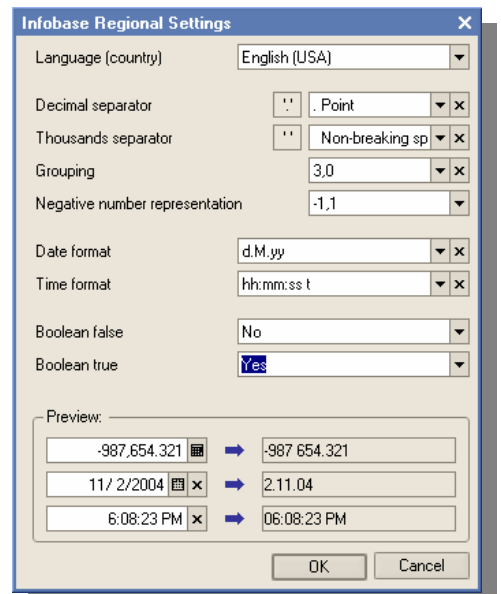 Infobase Regional Settings
Language (country) English (USA)
Decimal separator '.' . Point
Thousands separator ' ' Non-breaking sp
Grouping 3,0
Negative number representation -1,1
Date format d.M.yy
Time format hh:mm:ss t
Boolean false No
Boolean true Yes
Preview:
-987,654.321 -987 654.321
11/ 2/2004 2.11.04
6:08:23 PM 06:08:23 PM
OK Cancel